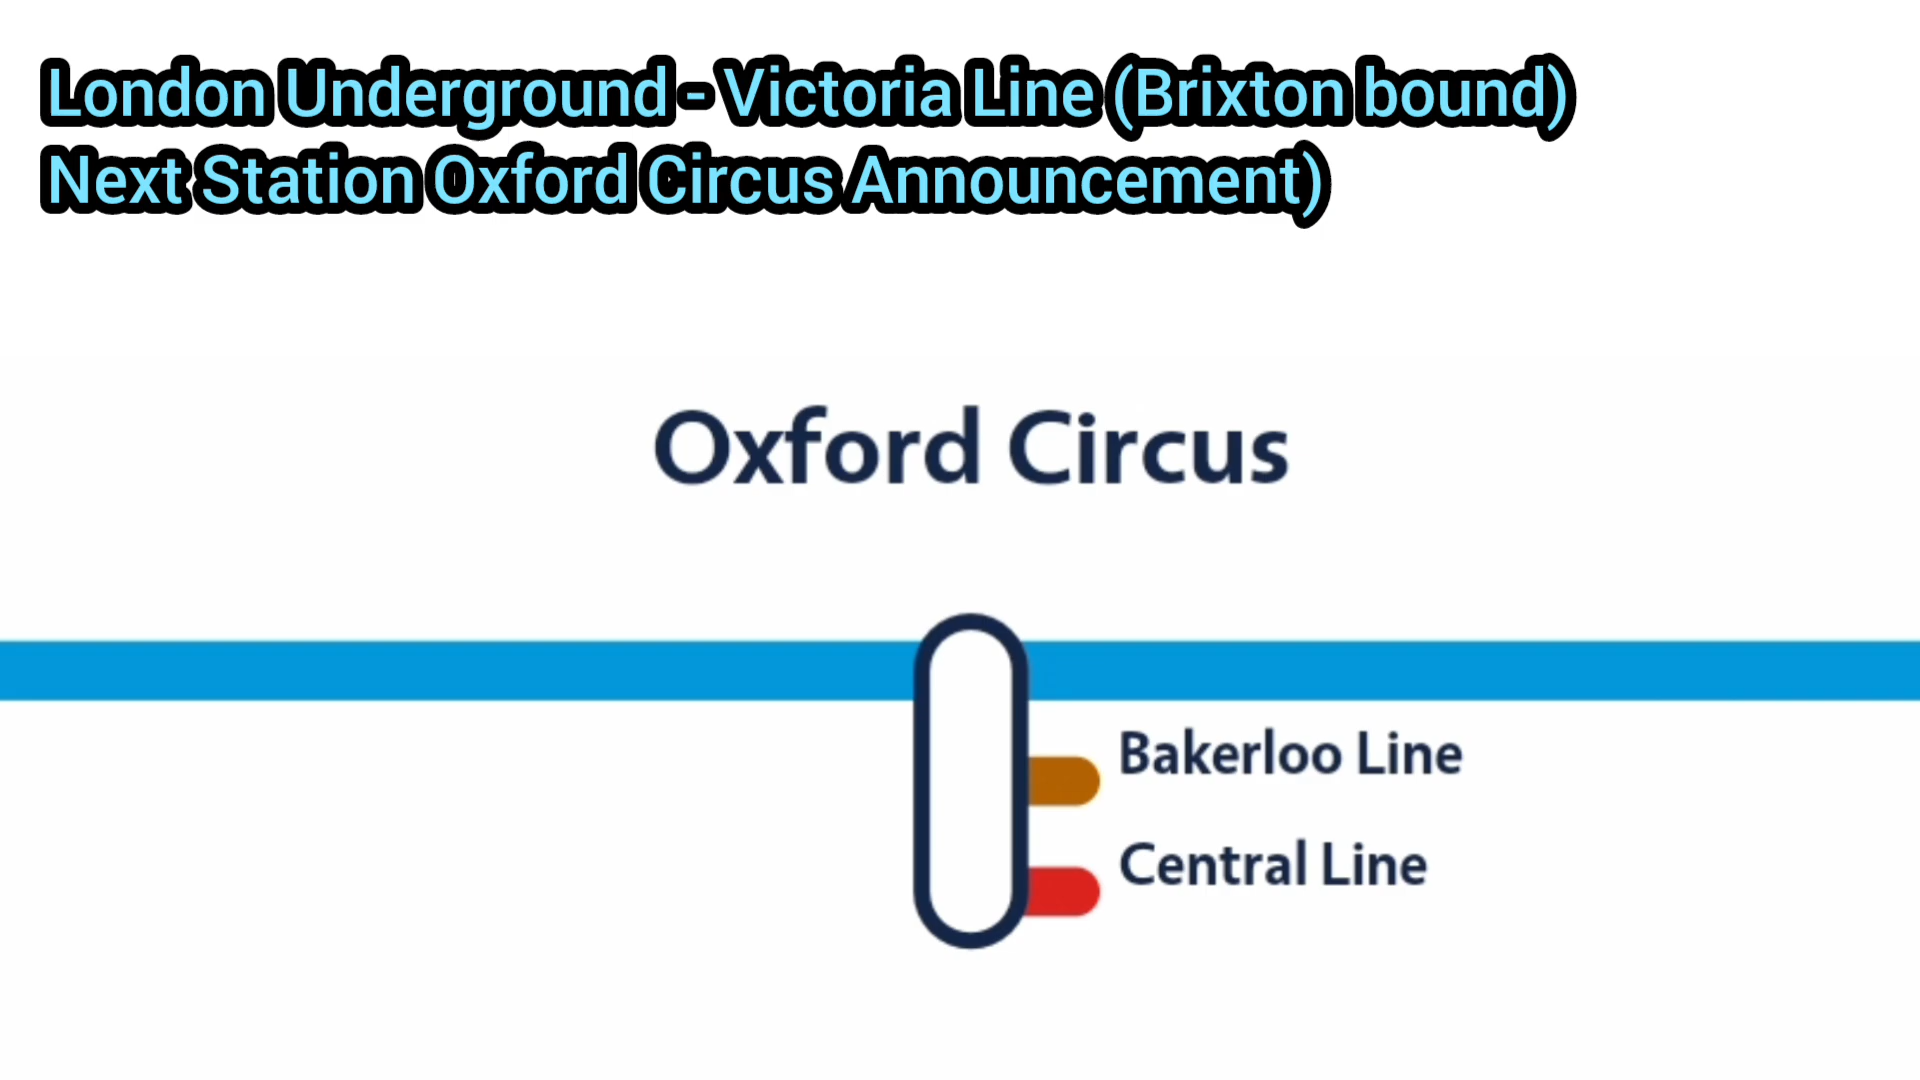 London Underground - Victoria Line (Brixton bound)
Next Station Oxford Circus Announcement)
Oxford Circus
Bakerloo Line
Central Line